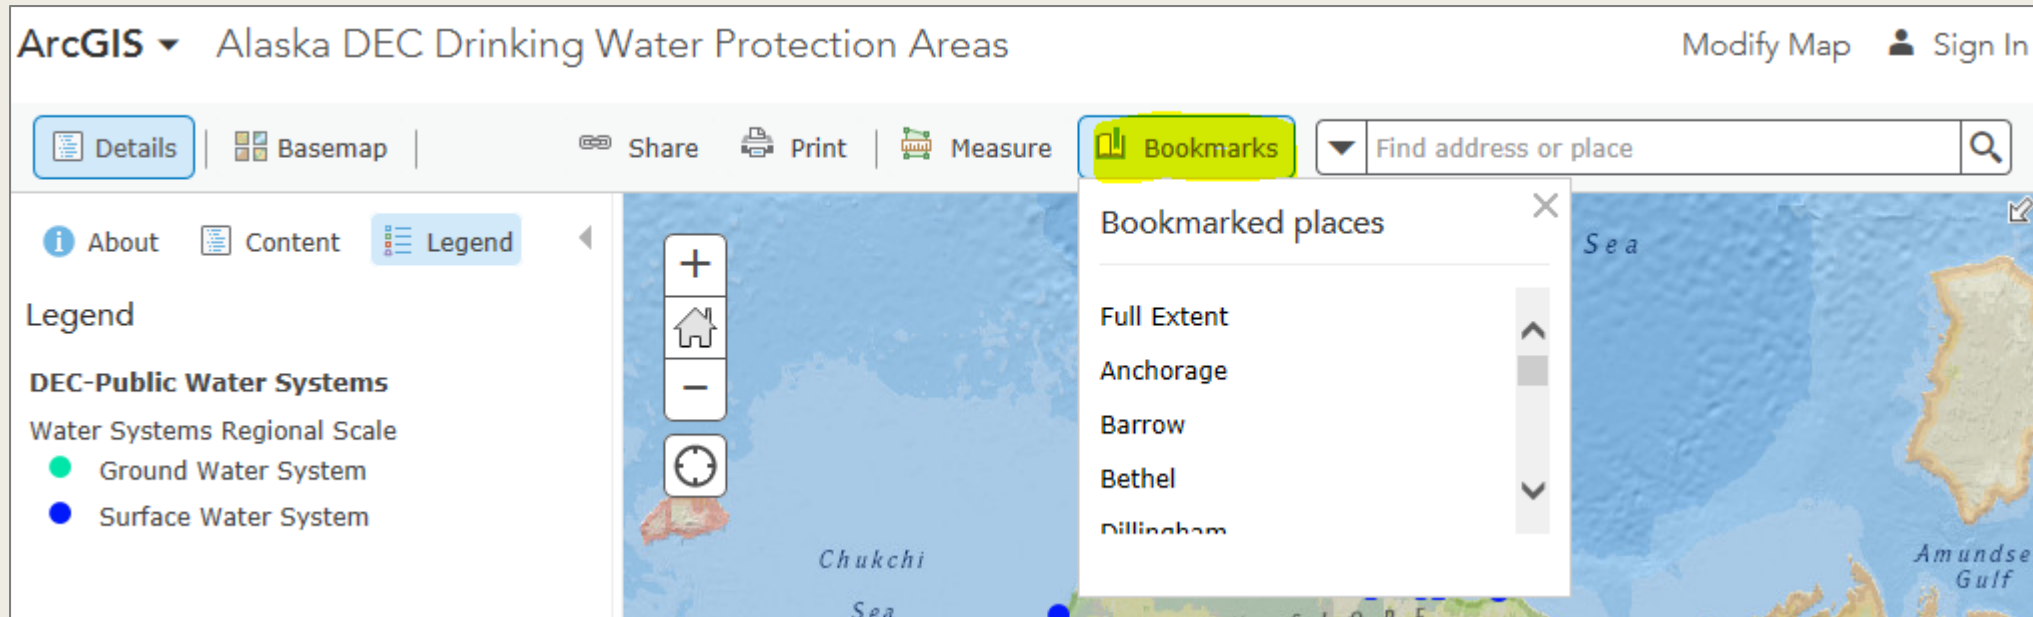 ArcGIS Alaska DEC Drinking Water Protection Areas Modify Map Sign In
Details Basemap Share Print Measure Bookmarks Find address or place
About Content Legend
Legend
DEC-Public Water Systems
Water Systems Regional Scale
Ground Water System
Surface Water System
Bookmarked places
Full Extent
Anchorage
Barrow
Bethel
Dillingham
Sea
Chukchi
Sea
Amundse
Gulf